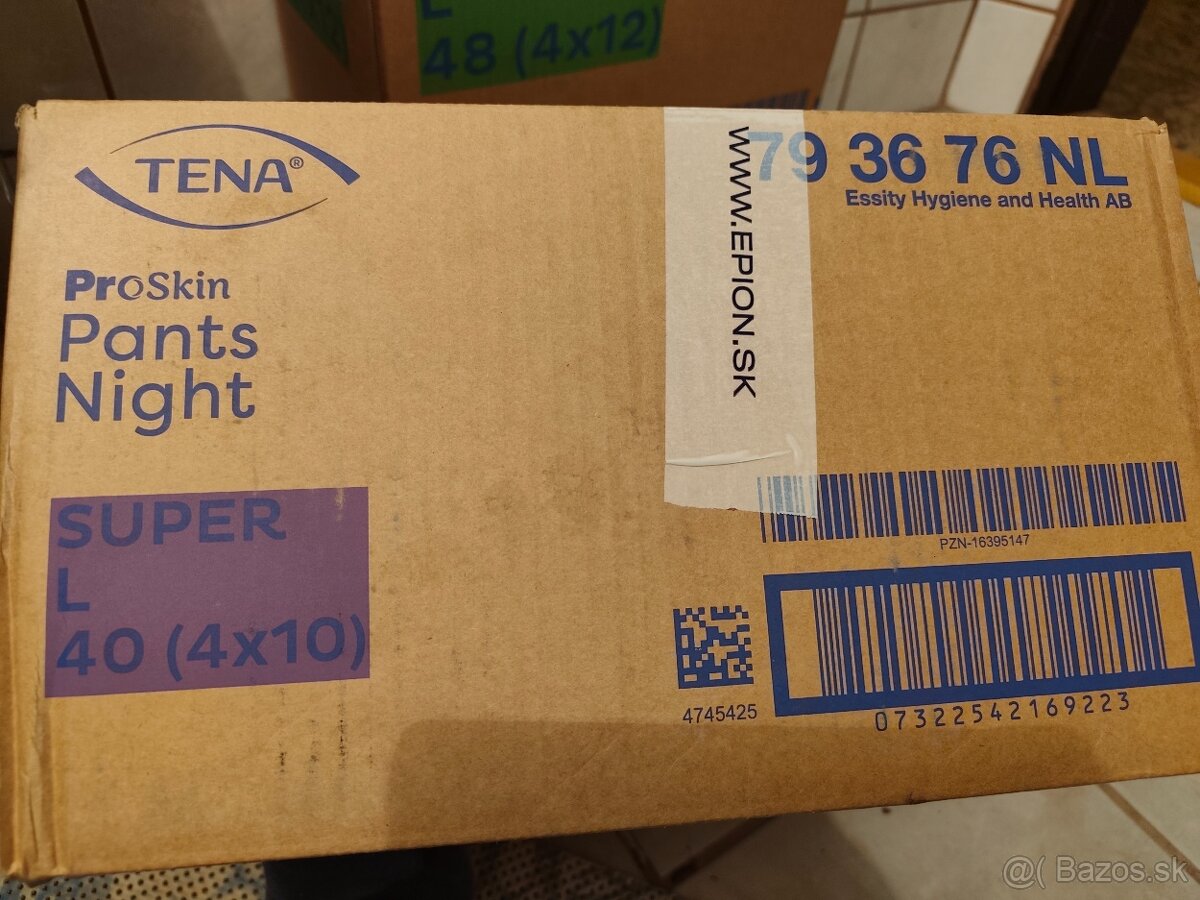 L
48 (4x12)
TENA®
79 36 76 NL
Essity Hygiene and Health AB
WWW.EPION.SK
ProSkin
Pants
Night
SUPER
L
40 (4x10)
PZN-16395147
4745425
07322542169223
@( Bazos.sk